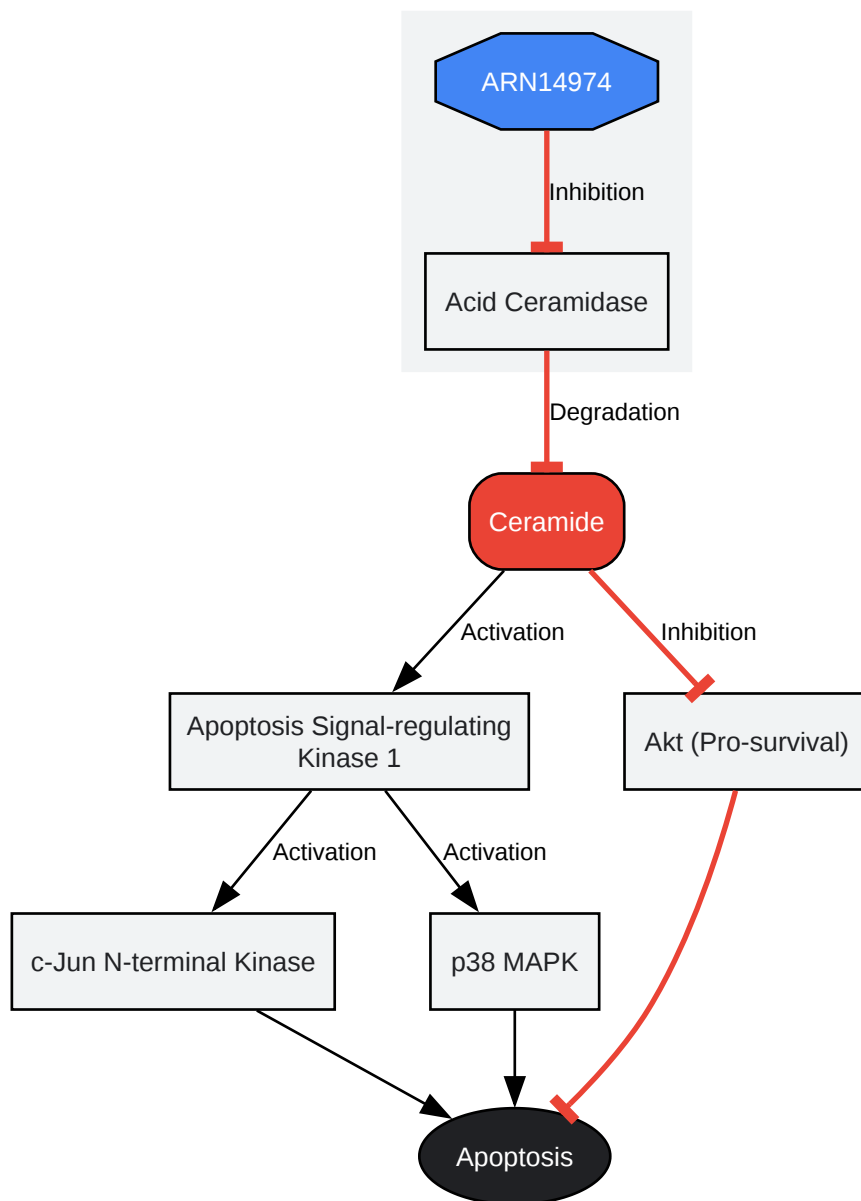 ARN14974
Inhibition
Acid Ceramidase
Degradation
Ceramide
Activation
Inhibition
Apoptosis Signal-regulating
Kinase 1
Akt (Pro-survival)
Activation
Activation
c-Jun N-terminal Kinase
p38 MAPK
Apoptosis